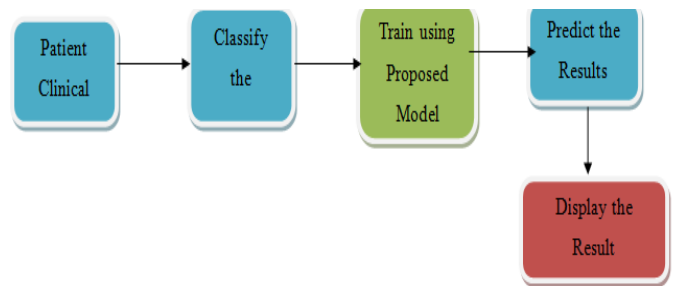 Patient
Clinical
Classify
the
Train using
Proposed
Model
Predict the
Results
Display the
Result